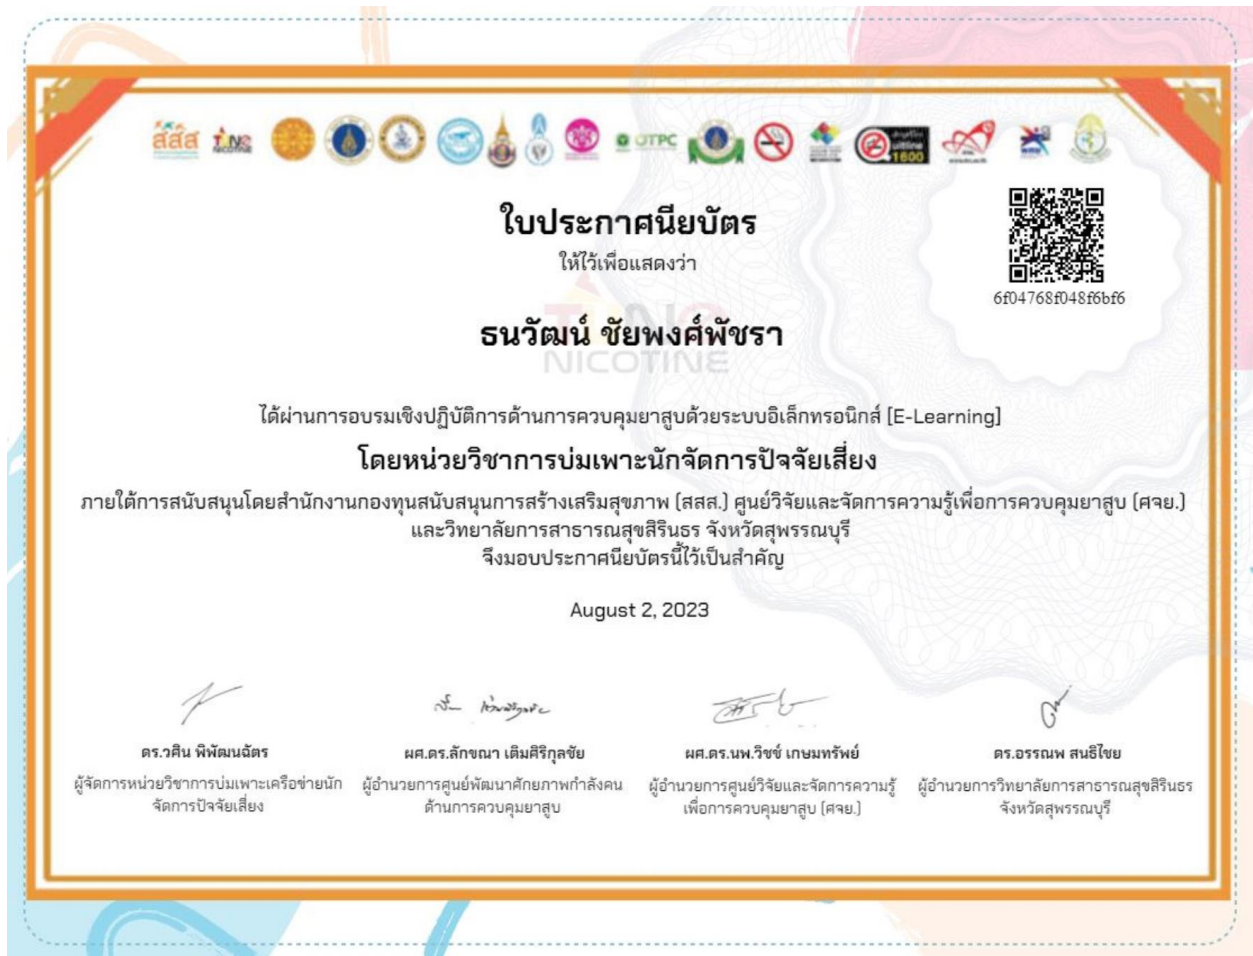 สสส
TUNE
NICOTINE
OTPC
Quitline
1600
ใบประกาศนียบัตร
ให้ไว้เพื่อแสดงว่า
6f04768f048f6bf6
ธนวัฒน์ ชัยพงศ์พัชรา
NICOTINE
ได้ผ่านการอบรมเชิงปฏิบัติการด้านการควบคุมยาสูบด้วยระบบอิเล็กทรอนิกส์ [E-Learning]
โดยหน่วยวิชาการบ่มเพาะนักจัดการปัจจัยเสี่ยง
ภายใต้การสนับสนุนโดยสำนักงานกองทุนสนับสนุนการสร้างเสริมสุขภาพ (สสส.) ศูนย์วิจัยและจัดการความรู้เพื่อการควบคุมยาสูบ (ศจย.)
และวิทยาลัยการสาธารณสุขสิรินธร จังหวัดสุพรรณบุรี
จึงมอบประกาศนียบัตรนี้ไว้เป็นสำคัญ
August 2, 2023
ดร.วศิน พิพัฒนฉัตร
ผู้จัดการหน่วยวิชาการบ่มเพาะเครือข่ายนัก
จัดการปัจจัยเสี่ยง
ผศ.ดร.ลักขณา เติมศิริกุลชัย
ผู้อำนวยการศูนย์พัฒนาศักยภาพกำลังคน
ด้านการควบคุมยาสูบ
ผศ.ดร.นพ.วิชช์ เกษมทรัพย์
ผู้อำนวยการศูนย์วิจัยและจัดการความรู้
เพื่อการควบคุมยาสูบ (ศจย.)
ดร.อรรณพ สนธิไชย
ผู้อำนวยการวิทยาลัยการสาธารณสุขสิรินธร
จังหวัดสุพรรณบุรี